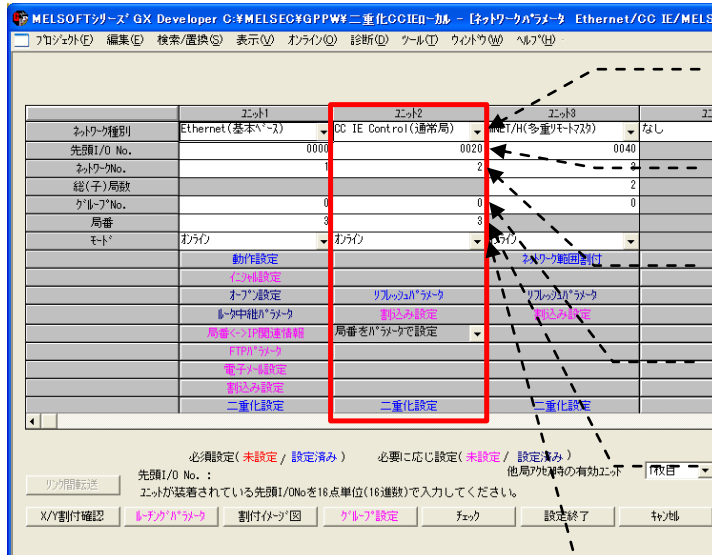 MELSOFTｼﾘｰｽﾞ GX Developer C:¥MELSEC¥GPPW¥二重化CCIEﾛｰｶﾙ - [ﾈｯﾄﾜｰｸﾊﾟﾗﾒｰﾀ Ethernet/CC IE/MELS
ﾌﾟﾛｼﾞｪｸﾄ(F) 編集(E) 検索/置換(S) 表示(V) ｵﾝﾗｲﾝ(O) 診断(D) ﾂｰﾙ(T) ｳｨﾝﾄﾞｳ(W) ﾍﾙﾌﾟ(H)
ﾕﾆｯﾄ1 ﾕﾆｯﾄ2 ﾕﾆｯﾄ3
ﾈｯﾄﾜｰｸ種別 Ethernet(基本ﾍﾞｰｽ) CC IE Control(通常局) MNET/H(多重ﾘﾓｰﾄﾏｽﾀ) なし
先頭I/O No. 0000 0020 0040
ﾈｯﾄﾜｰｸNo. 1 2 3
総(子)局数 2
ｸﾞﾙｰﾌﾟNo. 0 0 0
局番 3 3
ﾓｰﾄﾞ ｵﾝﾗｲﾝ ｵﾝﾗｲﾝ ｵﾝﾗｲﾝ
動作設定 ﾈｯﾄﾜｰｸ範囲割付
ｲﾆｼｬﾙ設定
ｵｰﾌﾟﾝ設定 ﾘﾌﾚｯｼｭﾊﾟﾗﾒｰﾀ ﾘﾌﾚｯｼｭﾊﾟﾗﾒｰﾀ
ﾙｰﾀ中継ﾊﾟﾗﾒｰﾀ 割込み設定 割込み設定
局番<->IP関連情報 局番をﾊﾟﾗﾒｰﾀで設定
FTPﾊﾟﾗﾒｰﾀ
電子ﾒｰﾙ設定
割込み設定
二重化設定 二重化設定 二重化設定
必須設定( 未設定 / 設定済み ) 必要に応じ設定( 未設定 / 設定済み )
先頭I/O No. : 他局ｱｸｾｽ時の有効ﾕﾆｯﾄ 1枚目
ﾘﾝｸ間転送
ﾕﾆｯﾄが装着されている先頭I/ONoを16点単位(16進数)で入力してください。
X/Y割付確認 ﾙｰﾁﾝｸﾞﾊﾟﾗﾒｰﾀ 割付ｲﾒｰｼﾞ図 ｸﾞﾙｰﾌﾟ設定 ﾁｪｯｸ 設定終了 ｷｬﾝｾﾙ